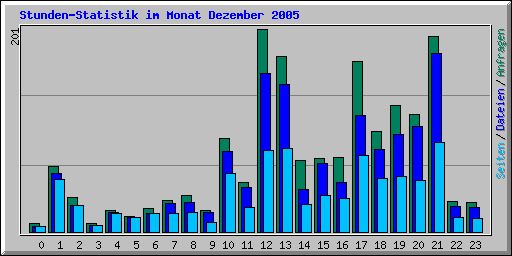 Stunden-Statistik im Monat Dezember 2005
201
Seiten / Dateien / Anfragen
0 1 2 3 4 5 6 7 8 9 10 11 12 13 14 15 16 17 18 19 20 21 22 23